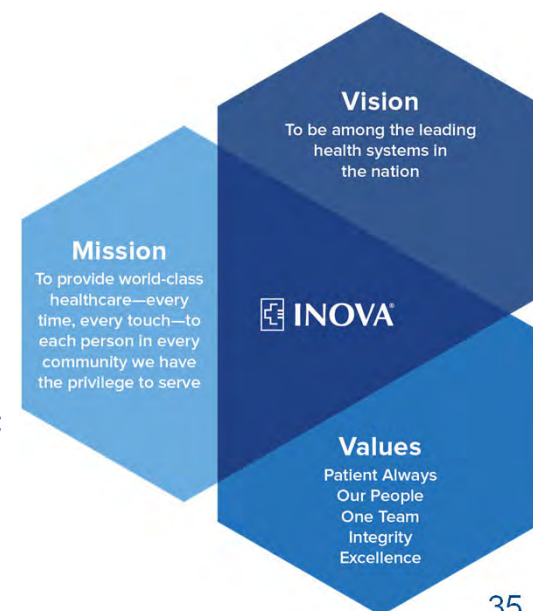 Vision
To be among the leading
health systems in
the nation
Mission
To provide world-class
healthcare—every
time, every touch—to
each person in every
community we have
the privilege to serve
INOVA®
Values
Patient Always
Our People
One Team
Integrity
Excellence
35